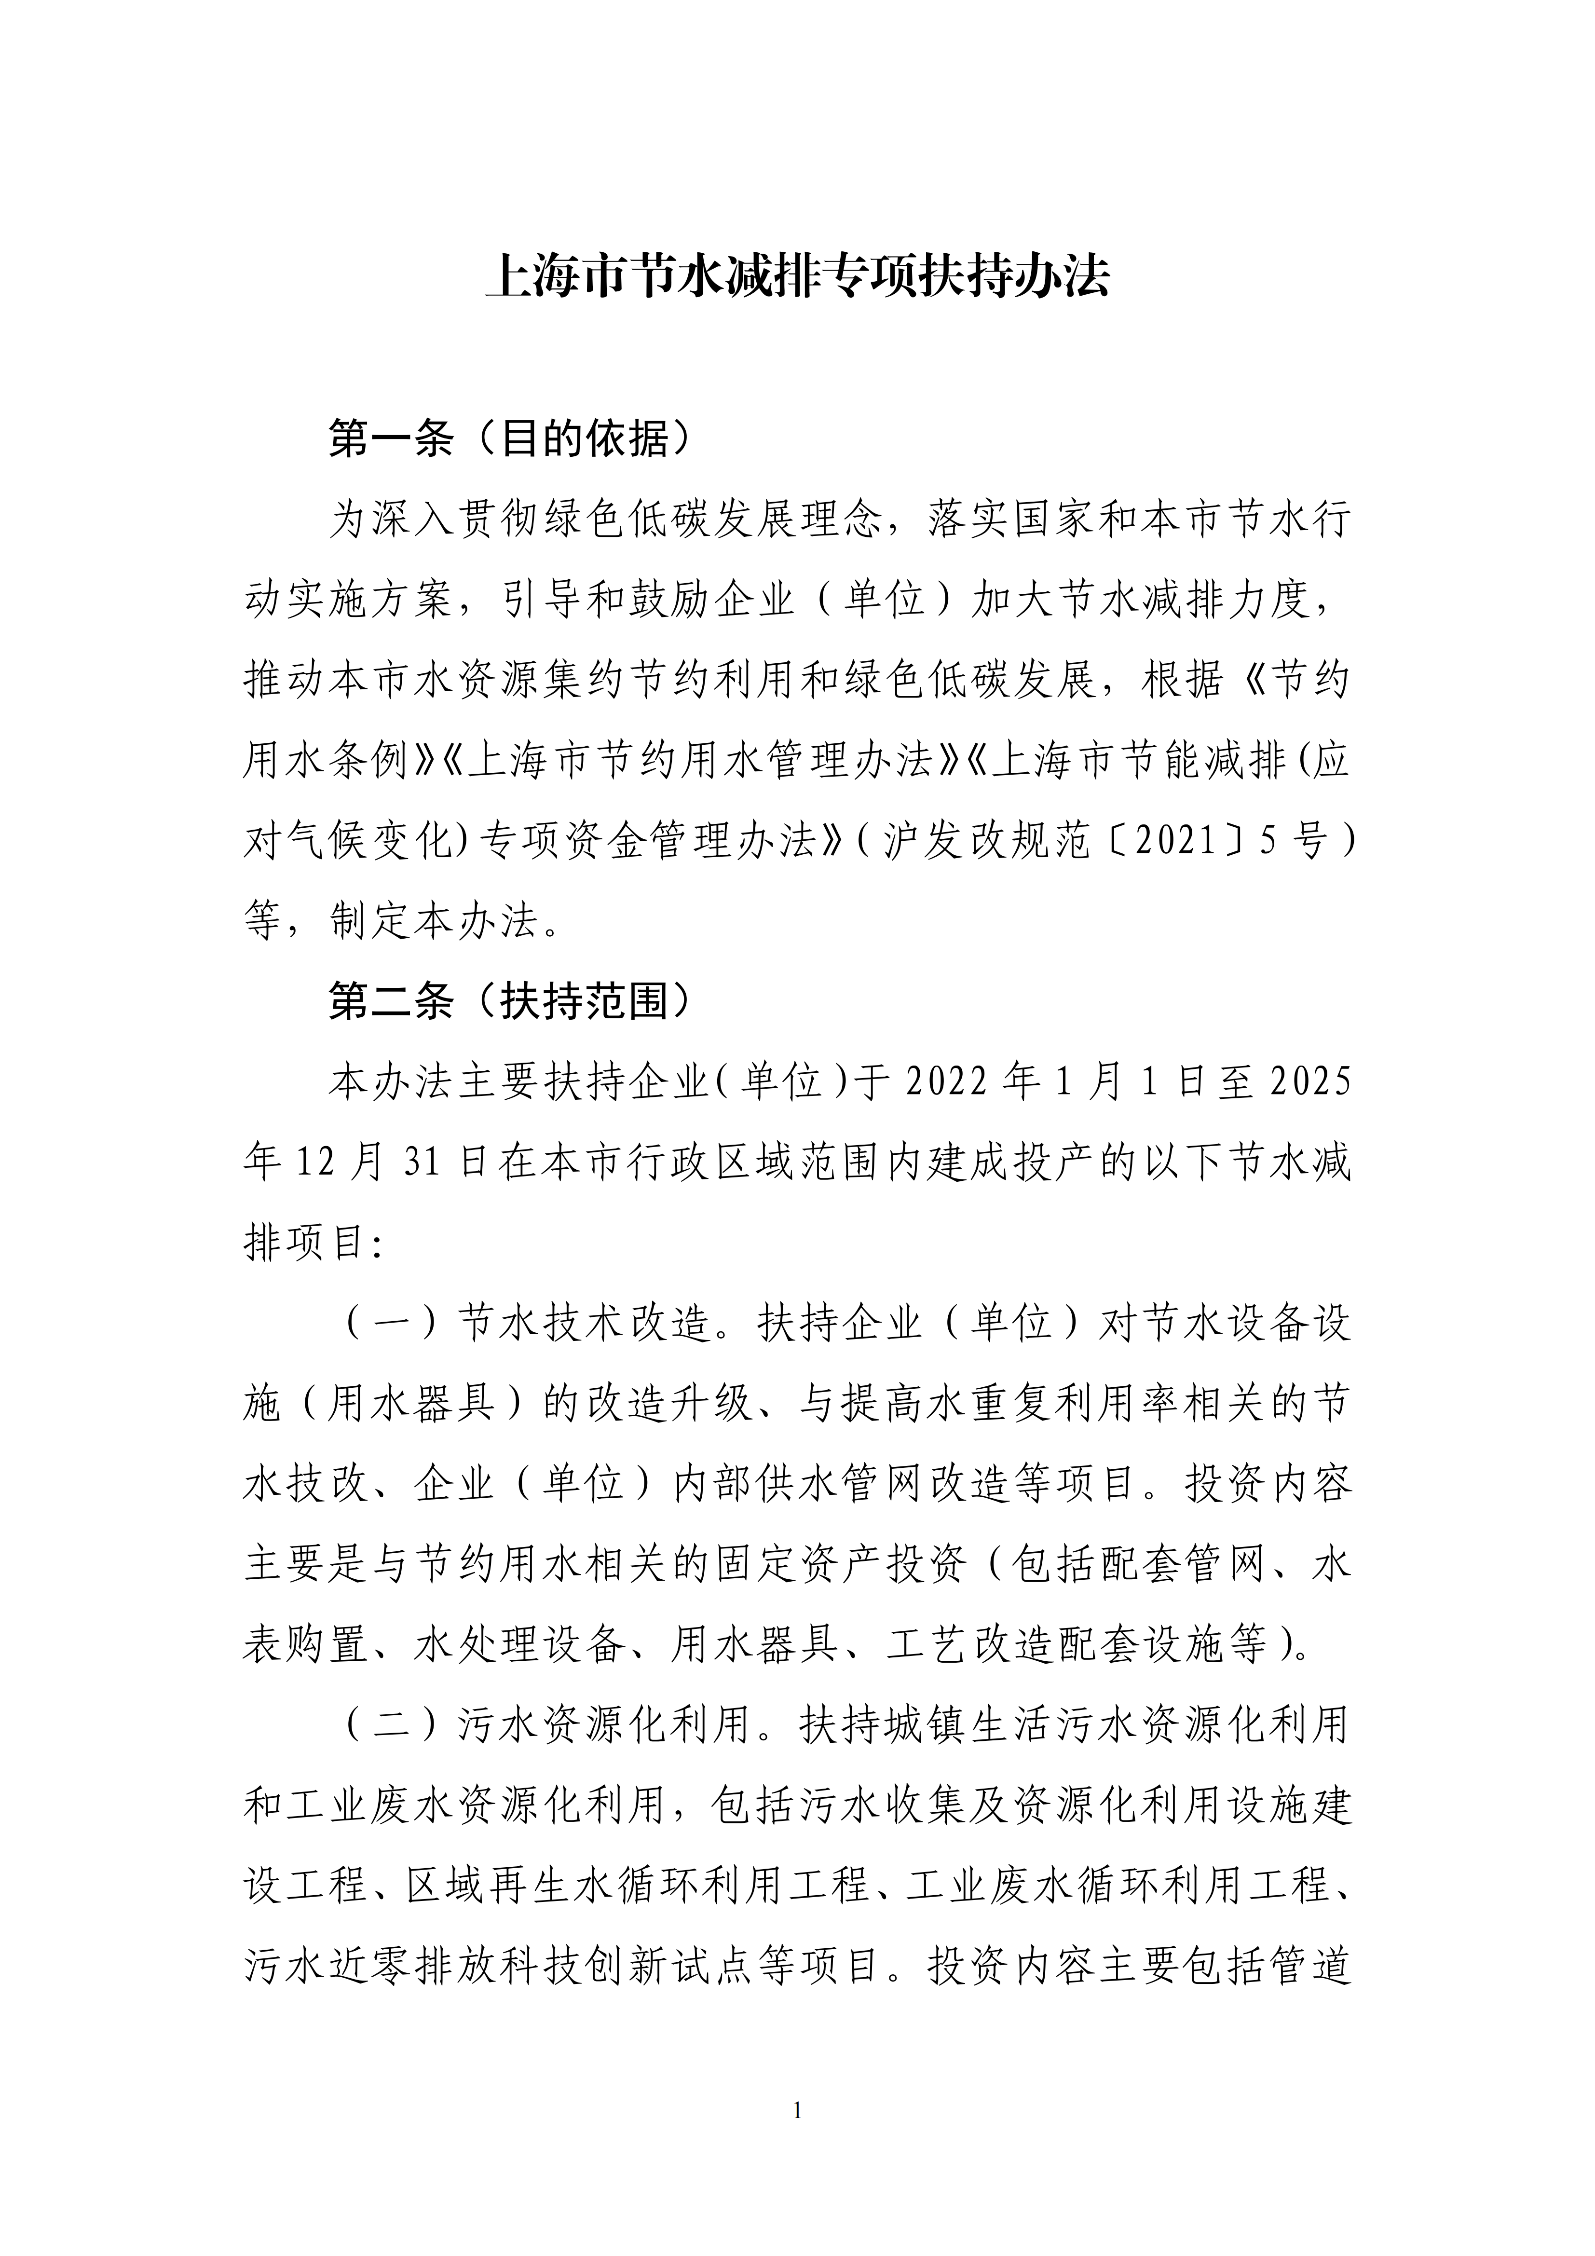 上海市节水减排专项扶持办法
第一条（目的依据）
为深入贯彻绿色低碳发展理念，落实国家和本市节水行
动实施方案，引导和鼓励企业（单位）加大节水减排力度，
推动本市水资源集约节约利用和绿色低碳发展，根据《节约
用水条例》《上海市节约用水管理办法》《上海市节能减排(应
对气候变化)专项资金管理办法》（沪发改规范〔2021〕5 号）
等，制定本办法。
第二条（扶持范围）
本办法主要扶持企业(单位)于 2022 年 1 月 1 日至 2025
年 12 月 31 日在本市行政区域范围内建成投产的以下节水减
排项目:
（一）节水技术改造。扶持企业（单位）对节水设备设
施（用水器具）的改造升级、与提高水重复利用率相关的节
水技改、企业（单位）内部供水管网改造等项目。投资内容
主要是与节约用水相关的固定资产投资（包括配套管网、水
表购置、水处理设备、用水器具、工艺改造配套设施等)。
（二）污水资源化利用。扶持城镇生活污水资源化利用
和工业废水资源化利用，包括污水收集及资源化利用设施建
设工程、区域再生水循环利用工程、工业废水循环利用工程、
污水近零排放科技创新试点等项目。投资内容主要包括管道
1